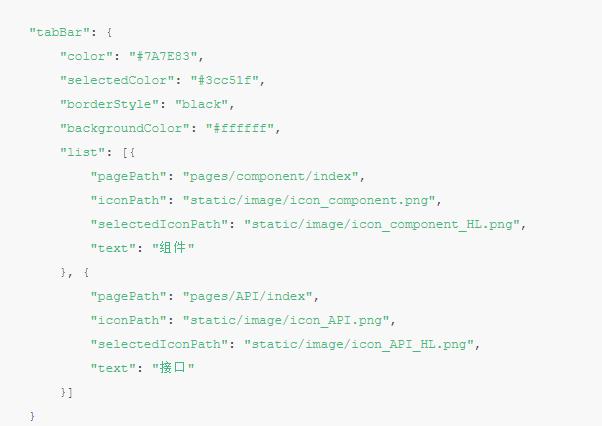 "tabBar": {
"color": "#7A7E83",
"selectedColor": "#3cc51f",
"borderStyle": "black",
"backgroundColor": "#ffffff",
"list": [{
"pagePath": "pages/component/index",
"iconPath": "static/image/icon_component.png",
"selectedIconPath": "static/image/icon_component_HL.png",
"text": "组件"
}, {
"pagePath": "pages/API/index",
"iconPath": "static/image/icon_API.png",
"selectedIconPath": "static/image/icon_API_HL.png",
"text": "接口"
}]
}